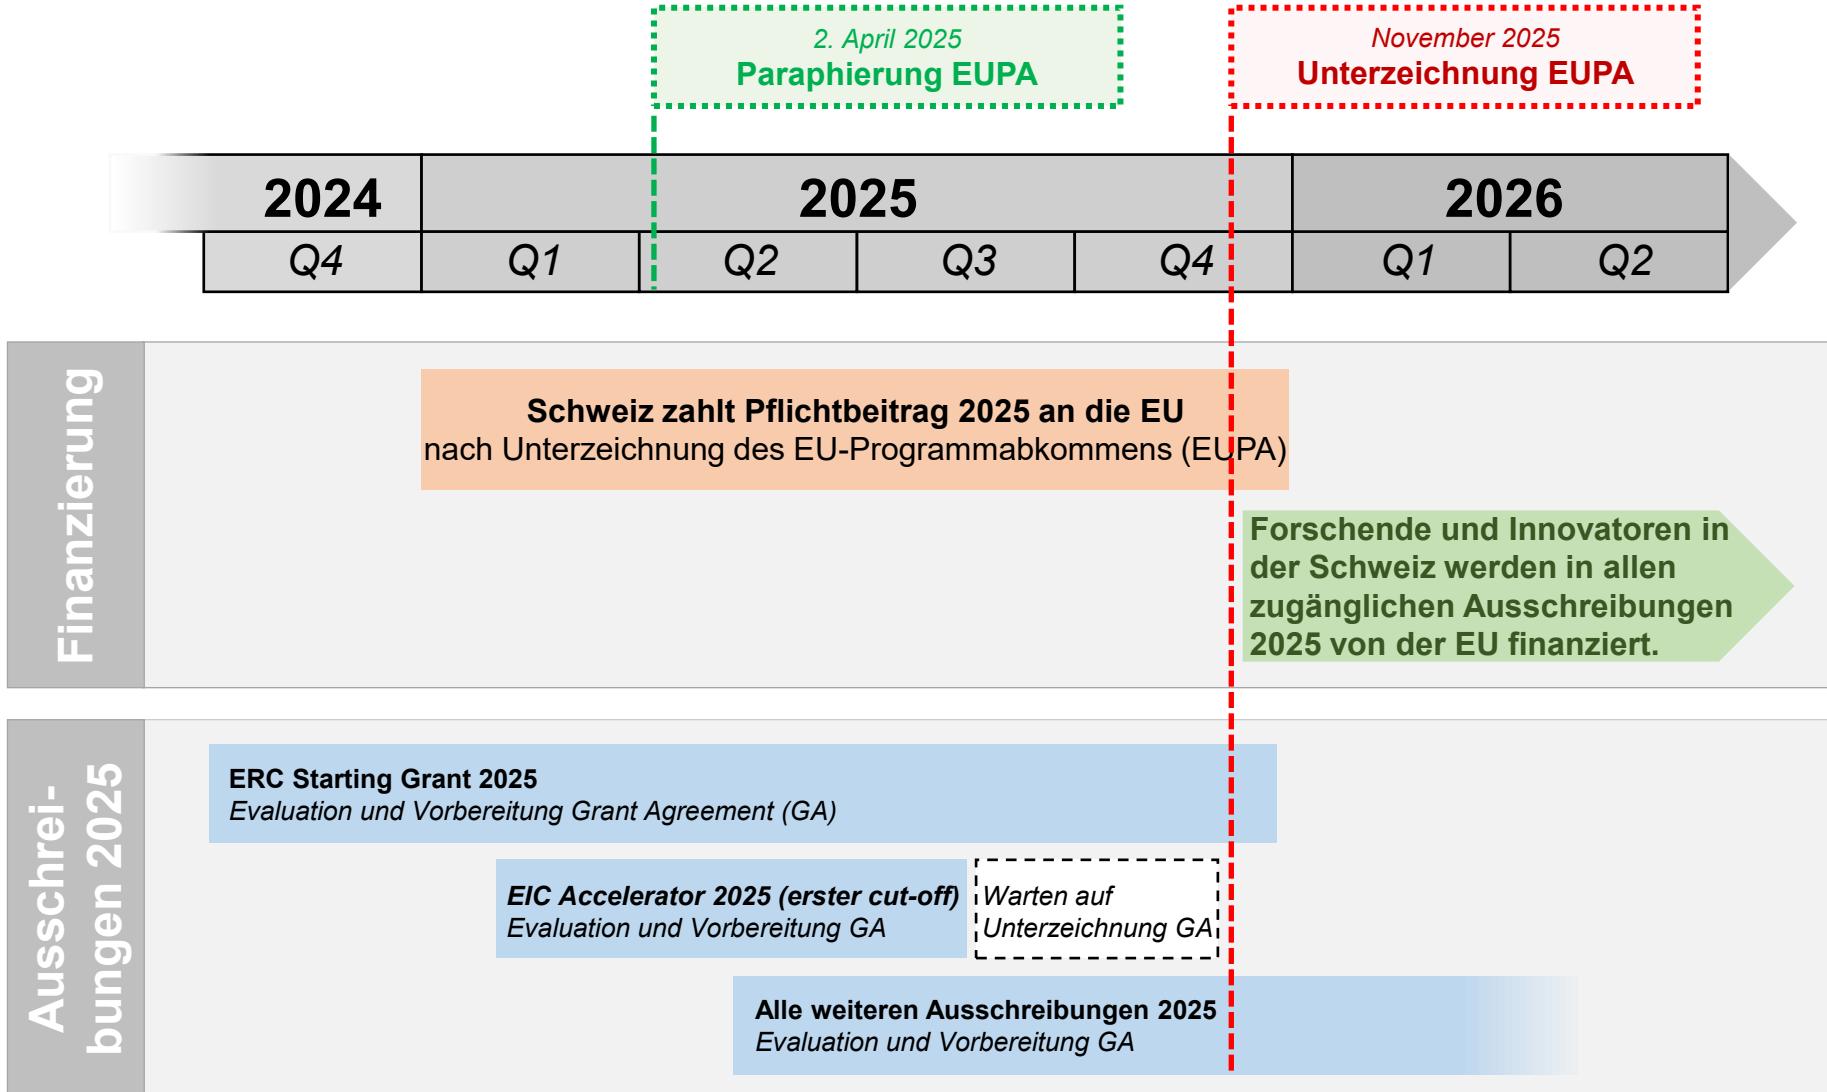 2. April 2025
Paraphierung EUPA
November 2025
Unterzeichnung EUPA
2024
2025
2026
Q4
Q1
Q2
Q3
Q4
Q1
Q2
Finanzierung
Schweiz zahlt Pflichtbeitrag 2025 an die EU
nach Unterzeichnung des EU-Programmabkommens (EUPA)
Forschende und Innovatoren in
der Schweiz werden in allen
zugänglichen Ausschreibungen
2025 von der EU finanziert.
Ausschrei-
bungen 2025
ERC Starting Grant 2025
Evaluation und Vorbereitung Grant Agreement (GA)
EIC Accelerator 2025 (erster cut-off)
Evaluation und Vorbereitung GA
Warten auf
Unterzeichnung GA
Alle weiteren Ausschreibungen 2025
Evaluation und Vorbereitung GA